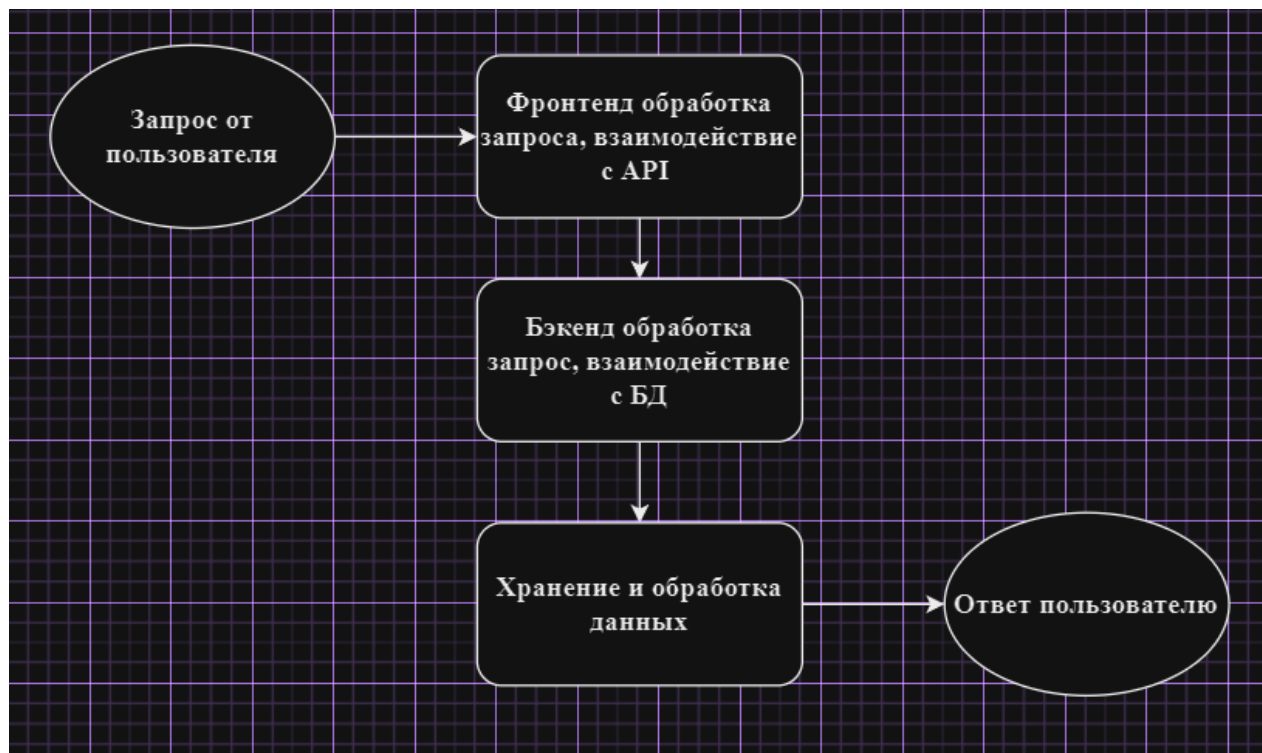 Запрос от
пользователя
Фронтенд обработка
запроса, взаимодействие
с API
Бэкенд обработка
запрос, взаимодействие
с БД
Хранение и обработка
данных
Ответ пользователю